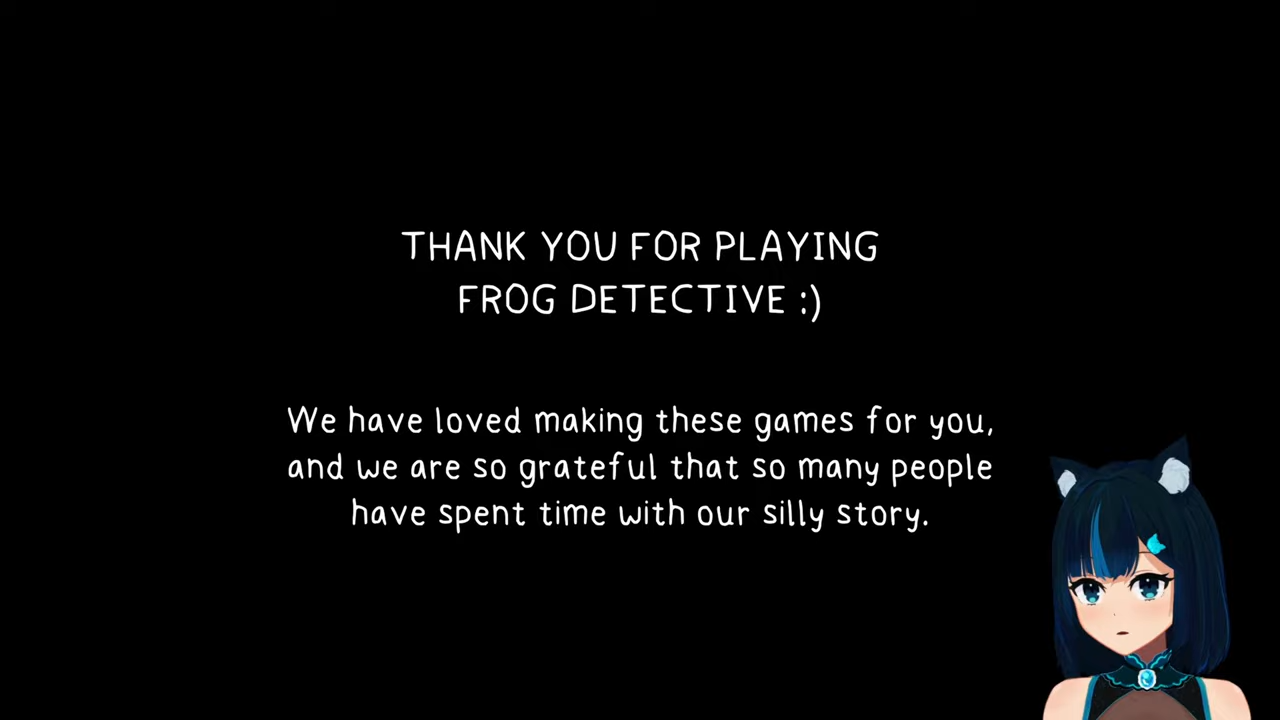 THANK YOU FOR PLAYING
FROG DETECTIVE :)
We have loved making these games for you,
and we are so grateful that so many people
have spent time with our silly story.